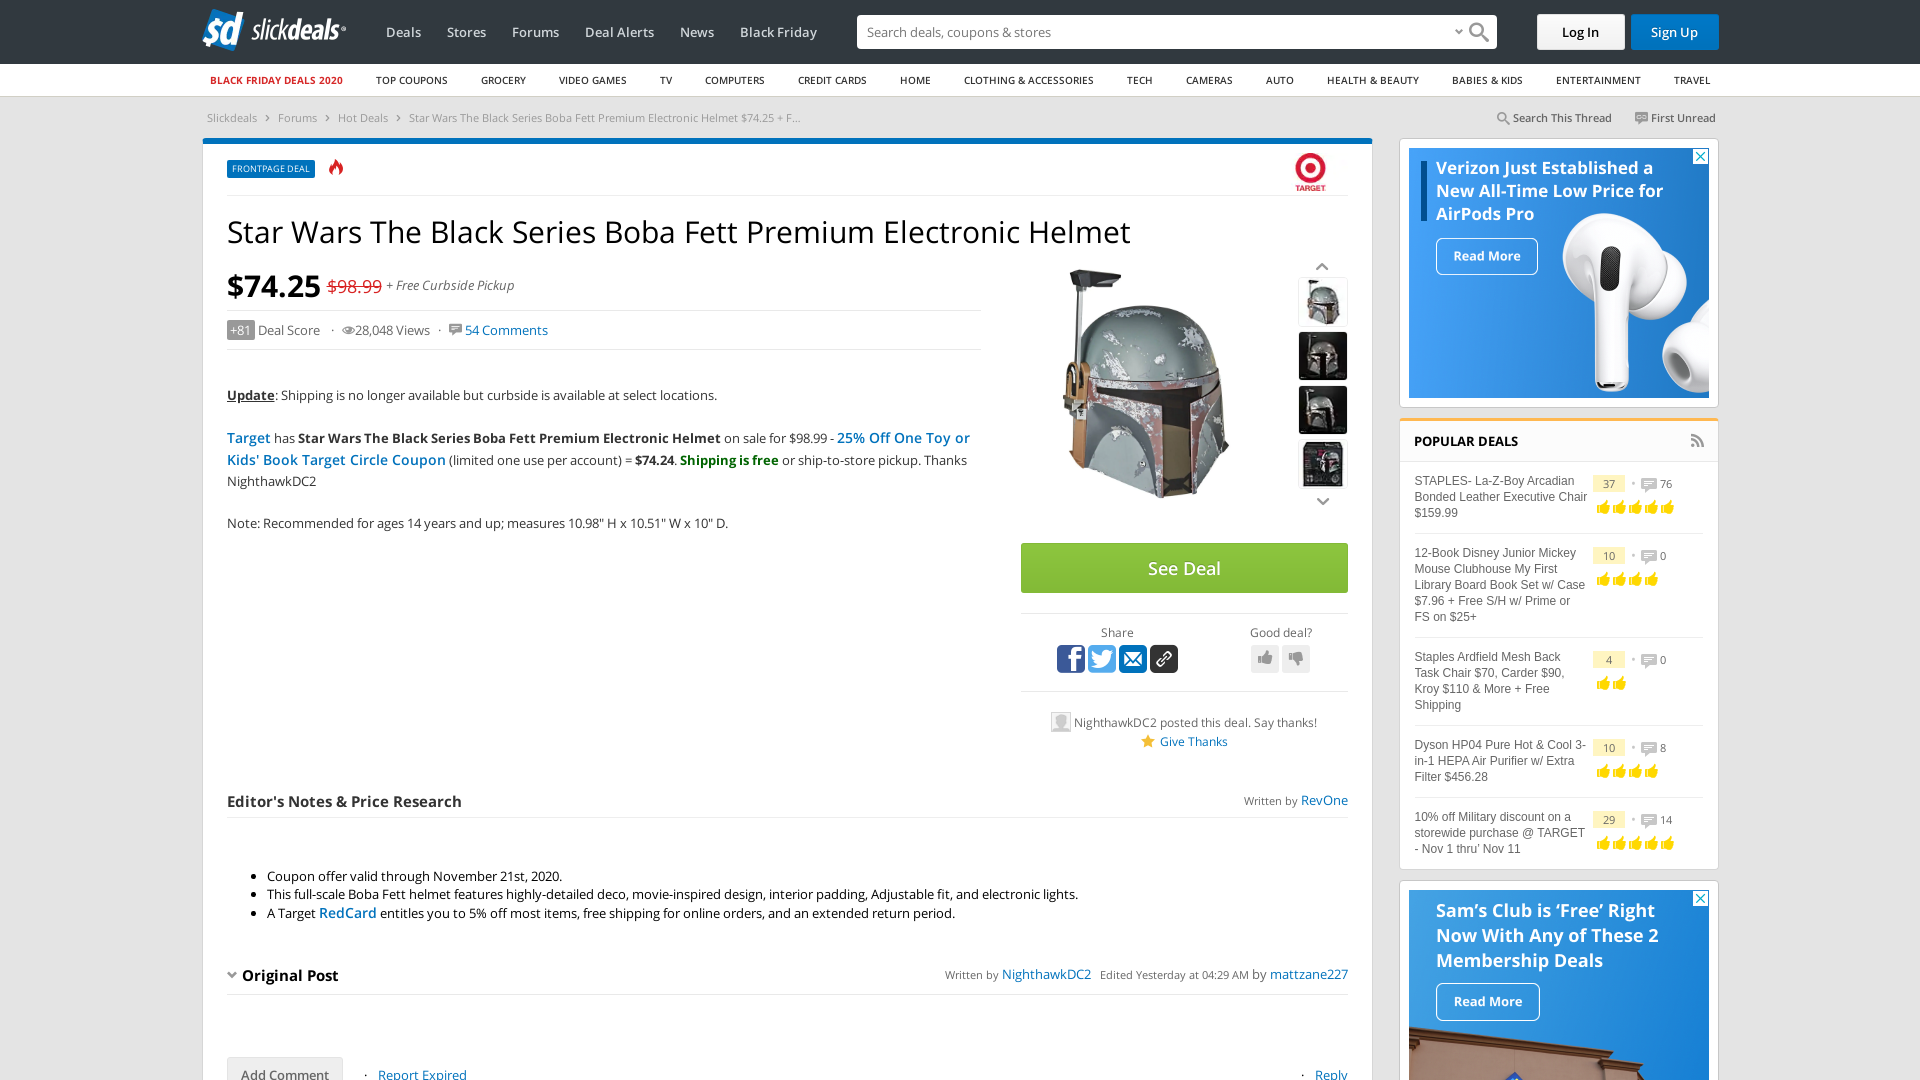 sd slickdeals®
Deals
Stores
Forums
Deal Alerts
News
Black Friday
Search deals, coupons & stores
Log In
Sign Up
BLACK FRIDAY DEALS 2020
TOP COUPONS
GROCERY
VIDEO GAMES
TV
COMPUTERS
CREDIT CARDS
HOME
CLOTHING & ACCESSORIES
TECH
CAMERAS
AUTO
HEALTH & BEAUTY
BABIES & KIDS
ENTERTAINMENT
TRAVEL
Slickdeals › Forums › Hot Deals › Star Wars The Black Series Boba Fett Premium Electronic Helmet $74.25 + F...
Search This Thread
First Unread
FRONTPAGE DEAL
TARGET
Star Wars The Black Series Boba Fett Premium Electronic Helmet
$74.25 $98.99 + Free Curbside Pickup
+81 Deal Score · 28,048 Views · 54 Comments
Update: Shipping is no longer available but curbside is available at select locations.
Target has Star Wars The Black Series Boba Fett Premium Electronic Helmet on sale for $98.99 - 25% Off One Toy or
Kids' Book Target Circle Coupon (limited one use per account) = $74.24. Shipping is free or ship-to-store pickup. Thanks
NighthawkDC2
Note: Recommended for ages 14 years and up; measures 10.98" H x 10.51" W x 10" D.
See Deal
Share
Good deal?
NighthawkDC2 posted this deal. Say thanks!
Give Thanks
Editor's Notes & Price Research
Written by RevOne
• Coupon offer valid through November 21st, 2020.
• This full-scale Boba Fett helmet features highly-detailed deco, movie-inspired design, interior padding, Adjustable fit, and electronic lights.
• A Target RedCard entitles you to 5% off most items, free shipping for online orders, and an extended return period.
Original Post
Written by NighthawkDC2 Edited Yesterday at 04:29 AM by mattzane227
Add Comment
· Report Expired
· Reply
Verizon Just Established a
New All-Time Low Price for
AirPods Pro
Read More
POPULAR DEALS
STAPLES- La-Z-Boy Arcadian
Bonded Leather Executive Chair
$159.99
37 • 76
12-Book Disney Junior Mickey
Mouse Clubhouse My First
Library Board Book Set w/ Case
$7.96 + Free S/H w/ Prime or
FS on $25+
10 • 0
Staples Ardfield Mesh Back
Task Chair $70, Carder $90,
Kroy $110 & More + Free
Shipping
4 • 0
Dyson HP04 Pure Hot & Cool 3-
in-1 HEPA Air Purifier w/ Extra
Filter $456.28
10 • 8
10% off Military discount on a
storewide purchase @ TARGET
- Nov 1 thru' Nov 11
29 • 14
Sam's Club is ‘Free’ Right
Now With Any of These 2
Membership Deals
Read More